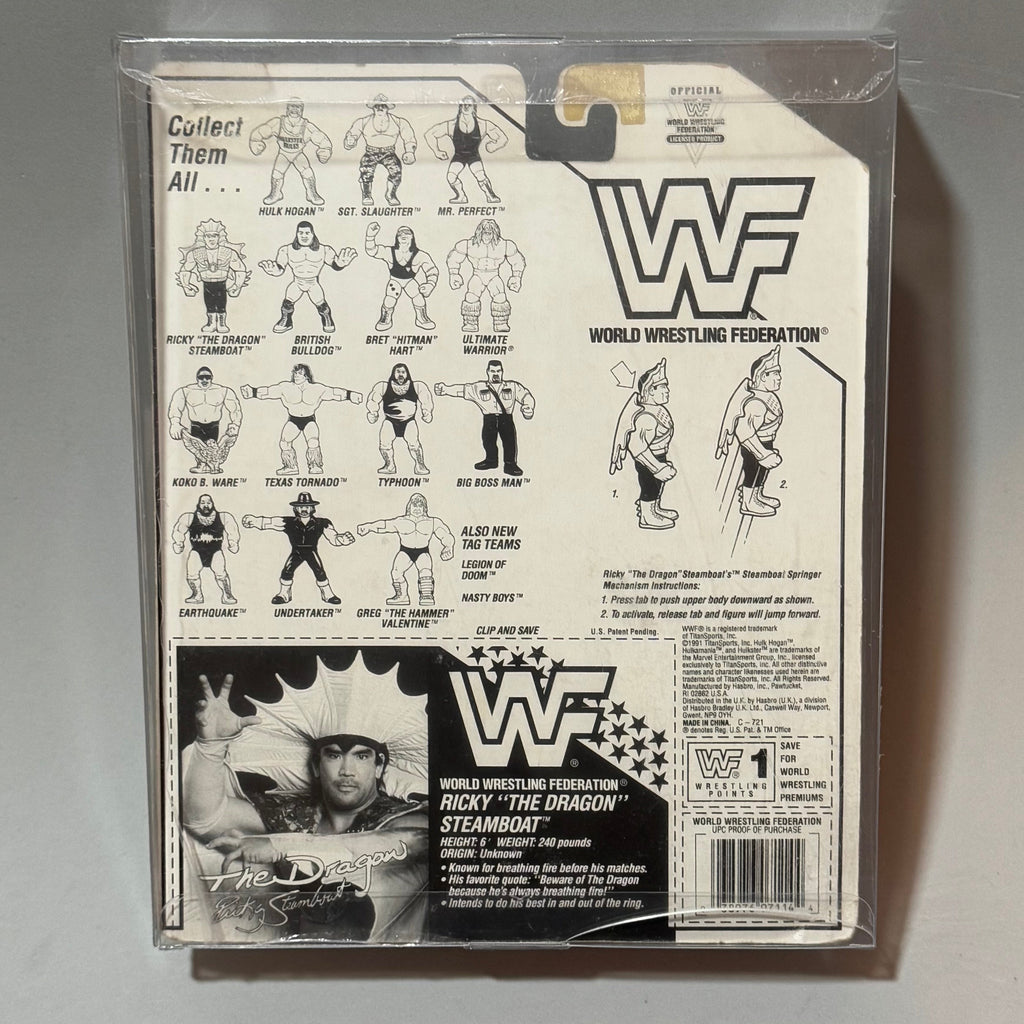 Collect
Them
All . . .
HULK HOGAN™
SGT. SLAUGHTER™
MR. PERFECT™
OFFICIAL
WF
WORLD WRESTLING
FEDERATION
LICENSED PRODUCT
WF
WORLD WRESTLING FEDERATION®
RICKY "THE DRAGON"
STEAMBOAT™
BRITISH
BULLDOG™
BRET "HITMAN"
HART™
ULTIMATE
WARRIOR®
KOKO B. WARE™
TEXAS TORNADO™
TYPHOON™
BIG BOSS MAN™
EARTHQUAKE™
UNDERTAKER™
GREG "THE HAMMER"
VALENTINE™
ALSO NEW
TAG TEAMS
LEGION OF
DOOM™
NASTY BOYS™
1.
2.
Ricky "The Dragon" Steamboat's™ Steamboat Springer
Mechanism Instructions:
1. Press tab to push upper body downward as shown.
2. To activate, release tab and figure will jump forward.
CLIP AND SAVE
U.S. Patent Pending.
WWF® is a registered trademark
of TitanSports, Inc.
©1991 TitanSports, Inc. Hulk Hogan™,
Hulkamania™, and Hulkster™ are trademarks of
the Marvel Entertainment Group, Inc., licensed
exclusively to TitanSports, Inc. All other distinctive
names and character likenesses used herein are
trademarks of TitanSports, Inc. All Rights Reserved.
Manufactured by Hasbro, Inc., Pawtucket,
RI 02862 U.S.A.
Distributed in the U.K. by Hasbro (U.K.), a division
of Hasbro Bradley U.K. Ltd., Caswell Way, Newport,
Gwent, NP9 0YH.
MADE IN CHINA. C-721
® denotes Reg. U.S. Pat. & TM Office
WF®
WORLD WRESTLING FEDERATION®
RICKY "THE DRAGON"
STEAMBOAT™
HEIGHT: 6' WEIGHT: 240 pounds
ORIGIN: Unknown
• Known for breathing fire before his matches.
• His favorite quote: "Beware of The Dragon
because he's always breathing fire!"
• Intends to do his best in and out of the ring.
The Dragon
Ricky Steamboat
WF® 1
WRESTLING
POINTS
SAVE
FOR
WORLD
WRESTLING
PREMIUMS
WORLD WRESTLING FEDERATION
UPC PROOF OF PURCHASE